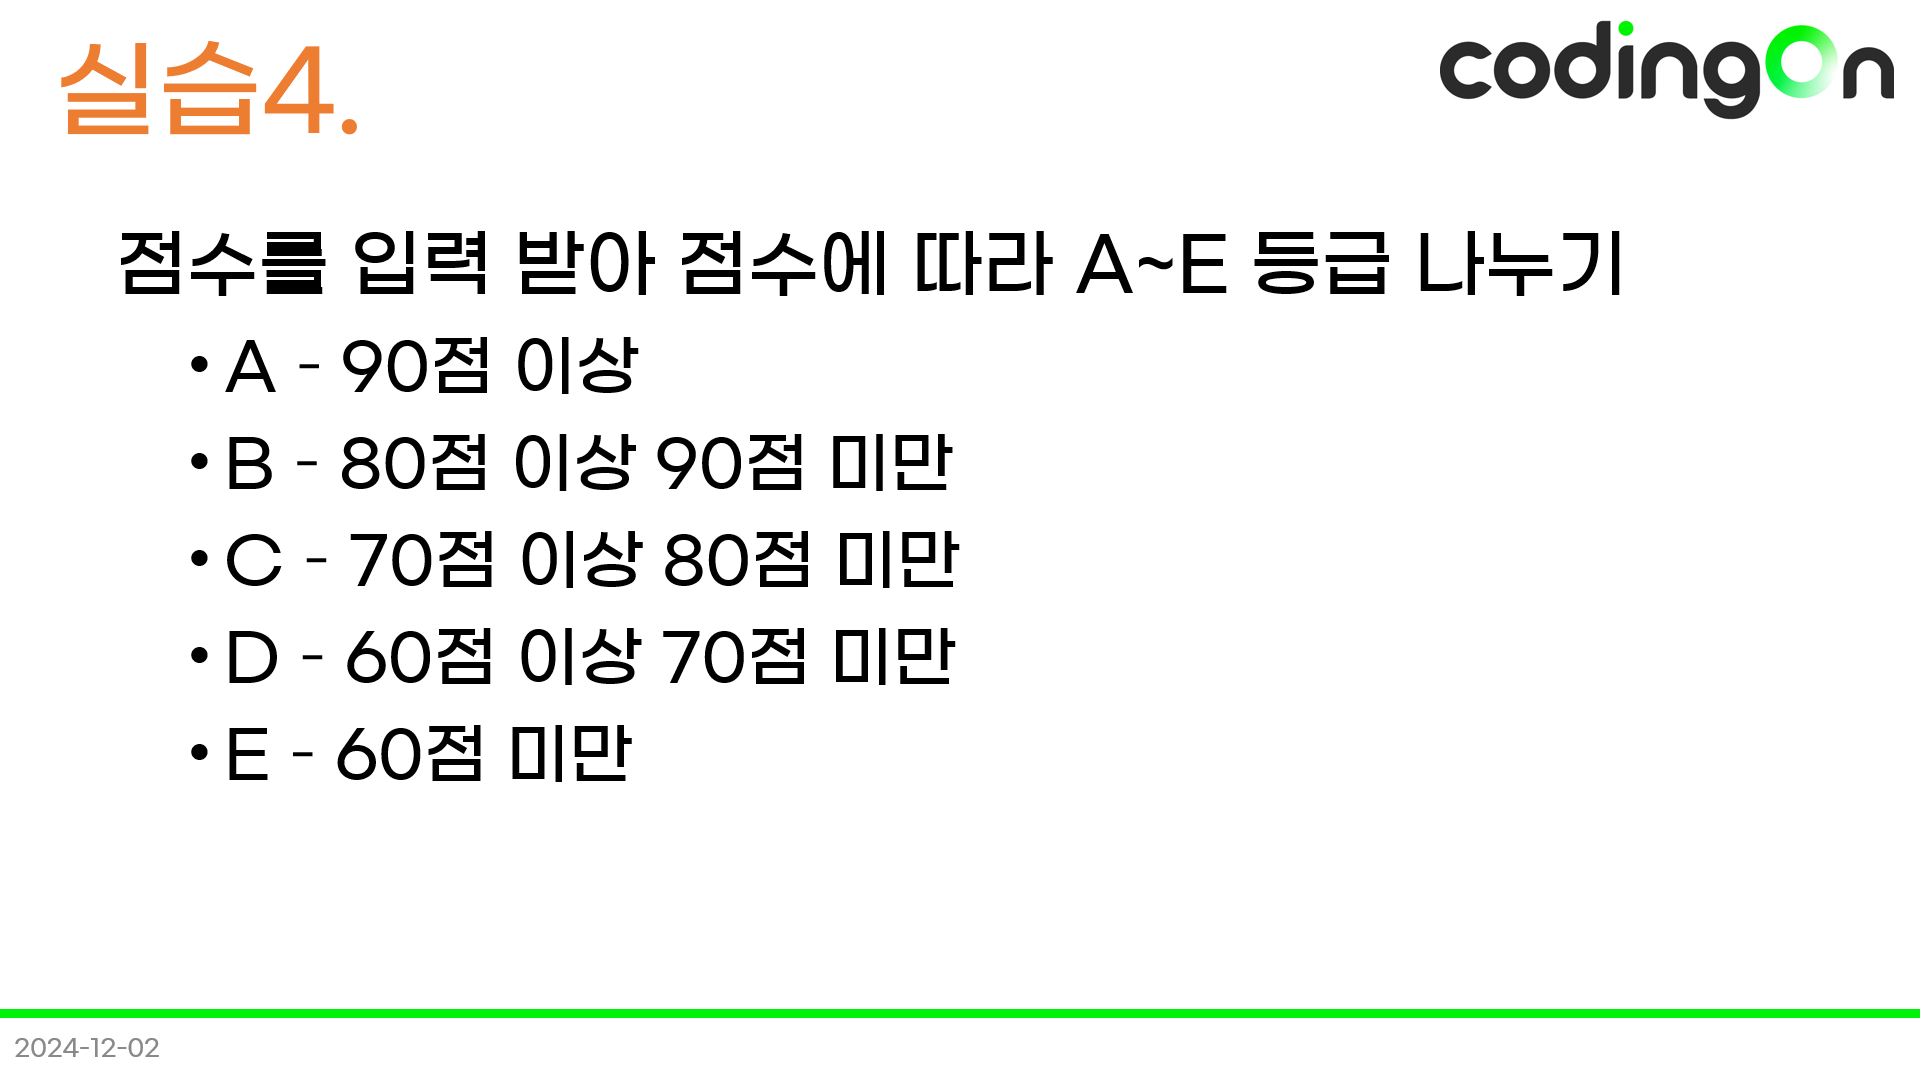 실습4.
codingOn
점수를 입력 받아 점수에 따라 A~E 등급 나누기
• A - 90점 이상
• B - 80점 이상 90점 미만
• C - 70점 이상 80점 미만
• D - 60점 이상 70점 미만
• E - 60점 미만
2024-12-02